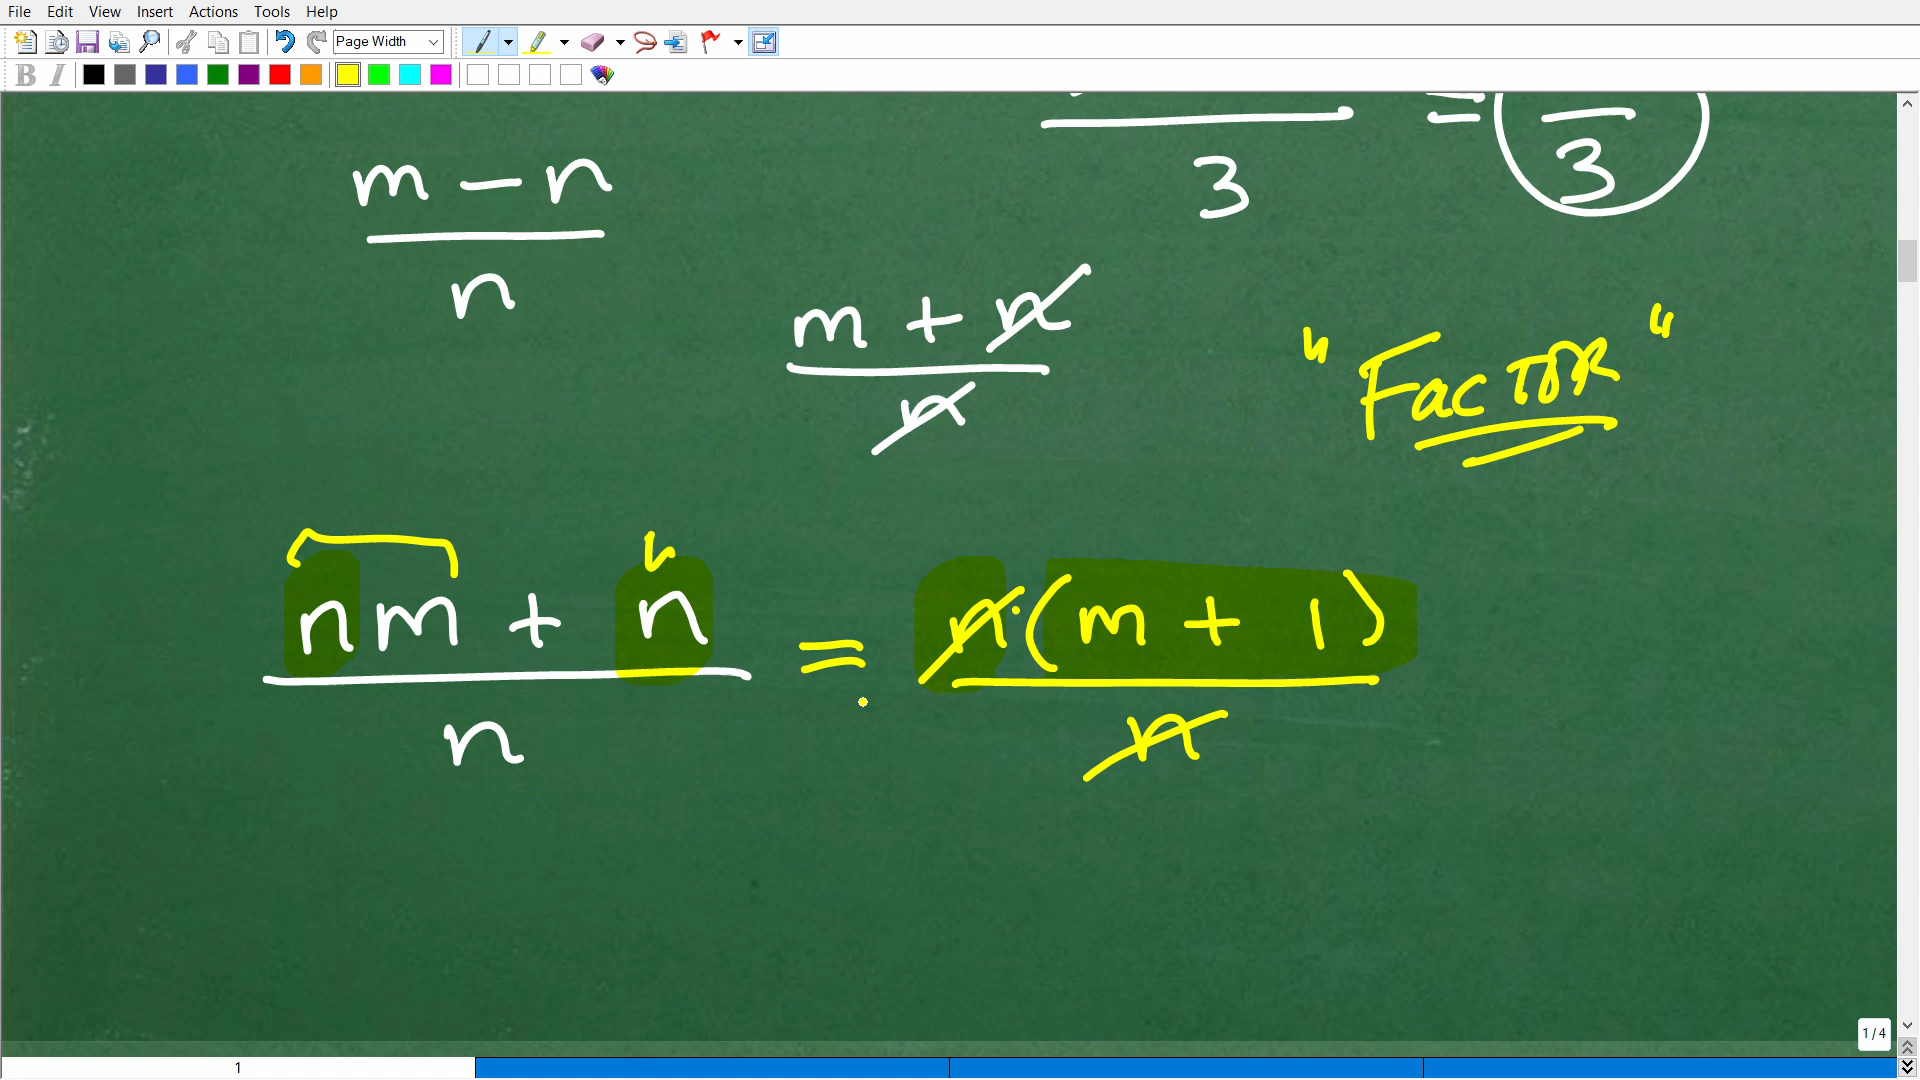 File Edit View Insert Actions Tools Help
Page Width
B I
m - n
n
3
=
3
m + n
n
" FACTOR "
nm + n
n
=
n·(m + 1)
n
1 / 4
1